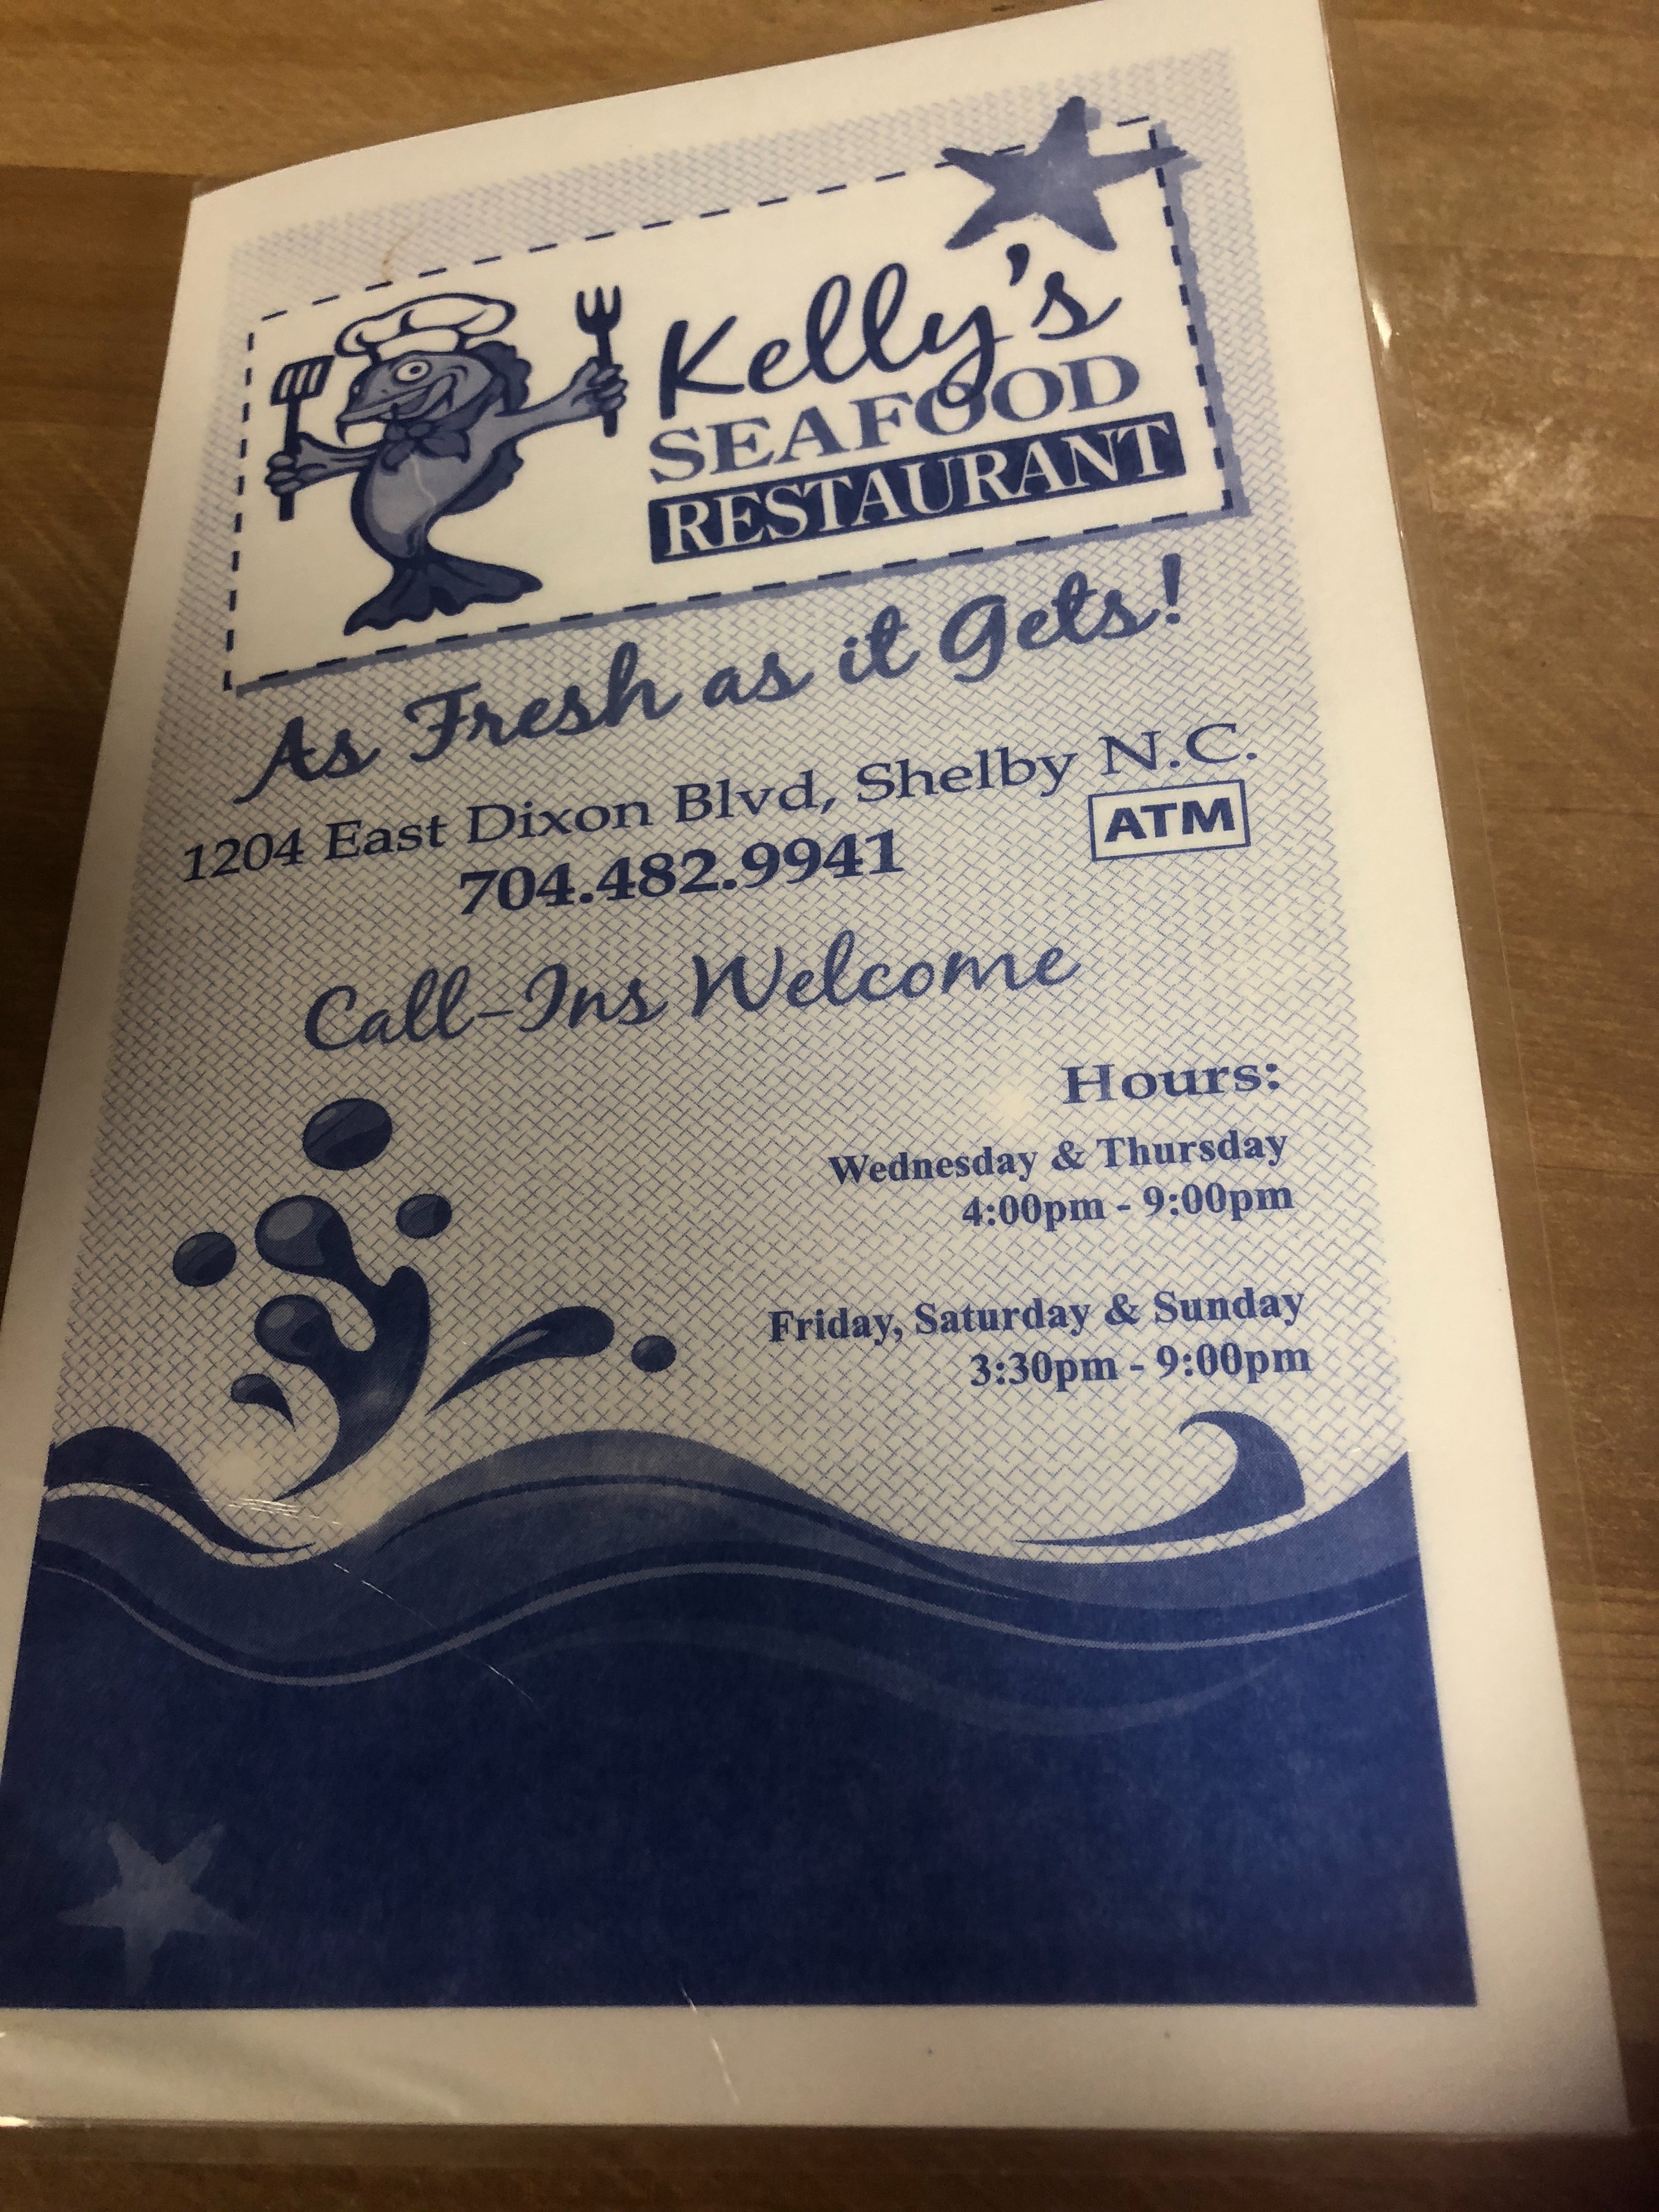 Kelly's
SEAFOOD
RESTAURANT
As Fresh as it Gets!
1204 East Dixon Blvd, Shelby N.C.
704.482.9941
ATM
Call-Ins Welcome
Hours:
Wednesday & Thursday
4:00pm - 9:00pm
Friday, Saturday & Sunday
3:30pm - 9:00pm